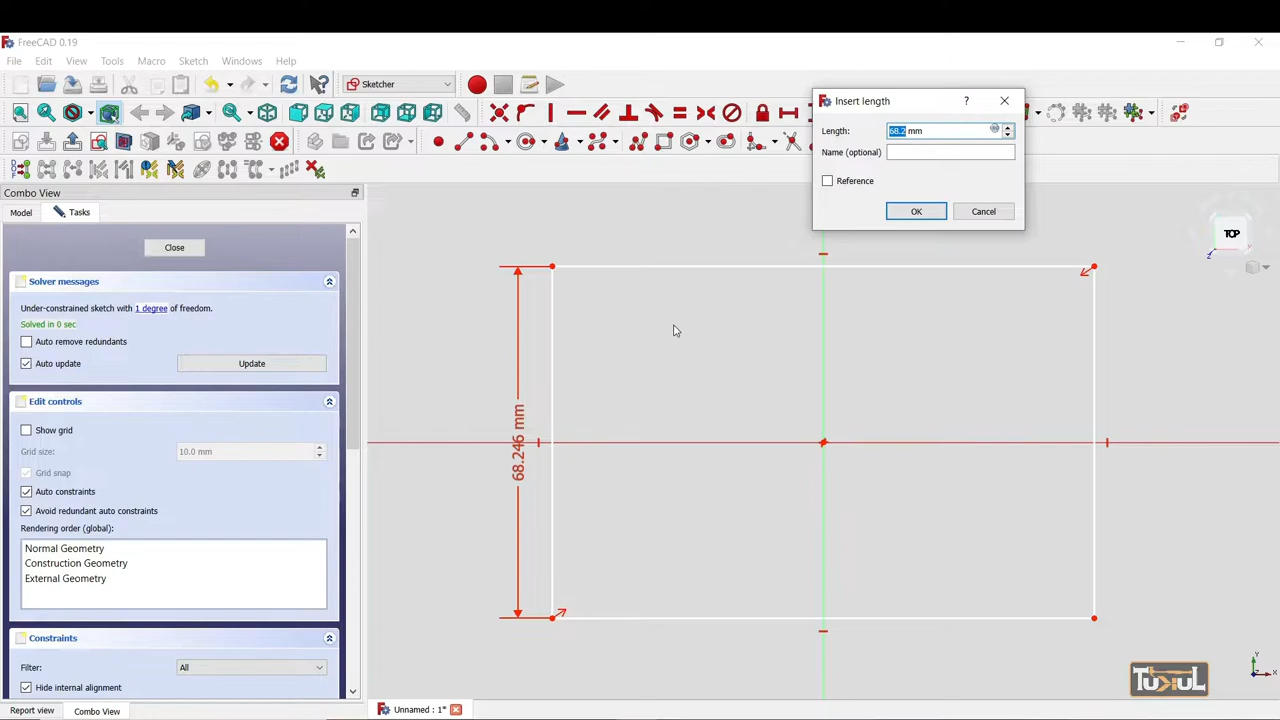 FreeCAD 0.19
File Edit View Tools Macro Sketch Windows Help
Sketcher
Insert length
Length: 68.2 mm
Name (optional)
Reference
OK Cancel
Combo View
Model Tasks
Close
Solver messages
Under-constrained sketch with 1 degree of freedom.
Solved in 0 sec
Auto remove redundants
Auto update Update
Edit controls
Show grid
Grid size: 10.0 mm
Grid snap
Auto constraints
Avoid redundant auto constraints
Rendering order (global):
Normal Geometry
Construction Geometry
External Geometry
Constraints
Filter: All
Hide internal alignment
Report view Combo View
Unnamed : 1*
68.246 mm
TOP
Z
Y
Z
X
TUKUL